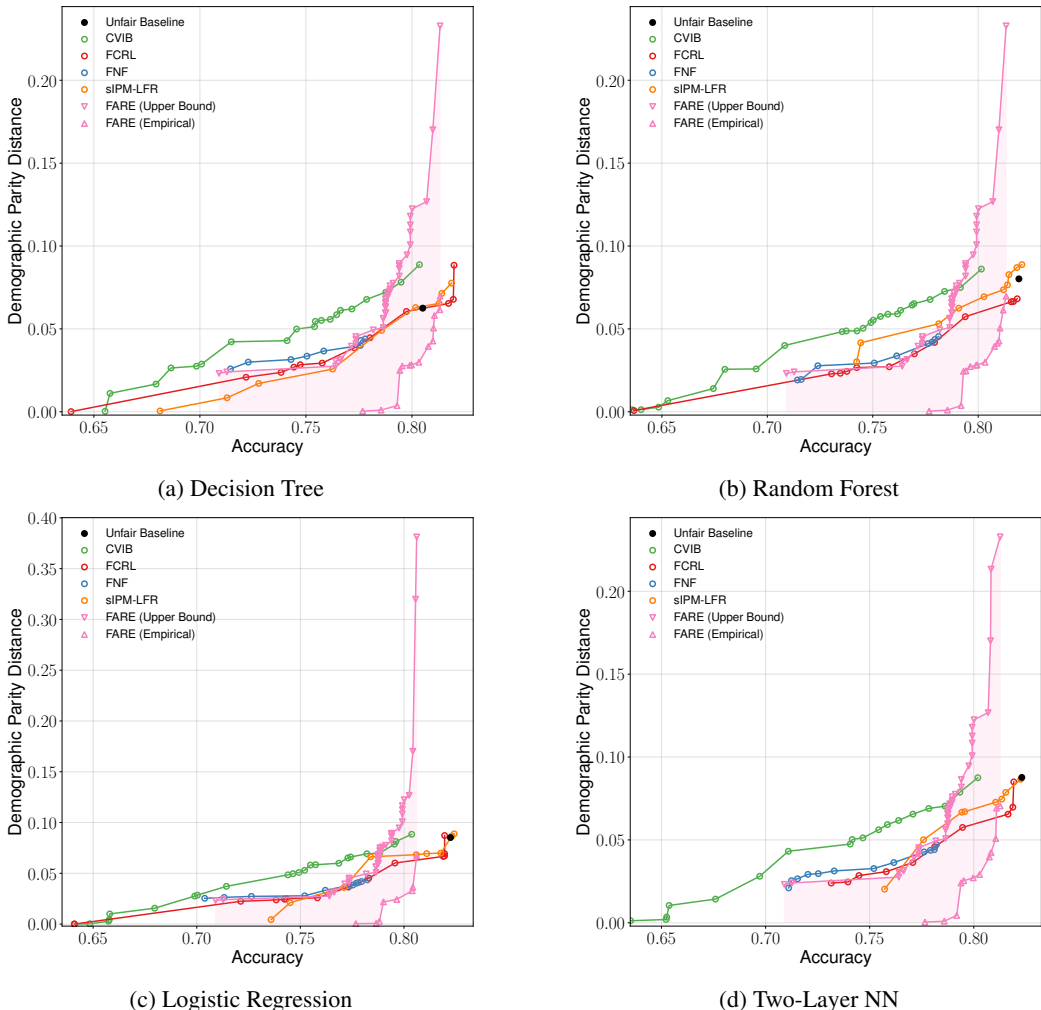 Demographic Parity Distance
0.20
0.15
0.10
0.05
0.00
Unfair Baseline
CVIB
FCRL
FNF
sIPM-LFR
FARE (Upper Bound)
FARE (Empirical)
0.65 0.70 0.75 0.80
Accuracy
(a) Decision Tree
Demographic Parity Distance
0.20
0.15
0.10
0.05
0.00
Unfair Baseline
CVIB
FCRL
FNF
sIPM-LFR
FARE (Upper Bound)
FARE (Empirical)
0.65 0.70 0.75 0.80
Accuracy
(b) Random Forest
Demographic Parity Distance
0.40
0.35
0.30
0.25
0.20
0.15
0.10
0.05
0.00
Unfair Baseline
CVIB
FCRL
FNF
sIPM-LFR
FARE (Upper Bound)
FARE (Empirical)
0.65 0.70 0.75 0.80
Accuracy
(c) Logistic Regression
Demographic Parity Distance
0.20
0.15
0.10
0.05
0.00
Unfair Baseline
CVIB
FCRL
FNF
sIPM-LFR
FARE (Upper Bound)
FARE (Empirical)
0.65 0.70 0.75 0.80
Accuracy
(d) Two-Layer NN